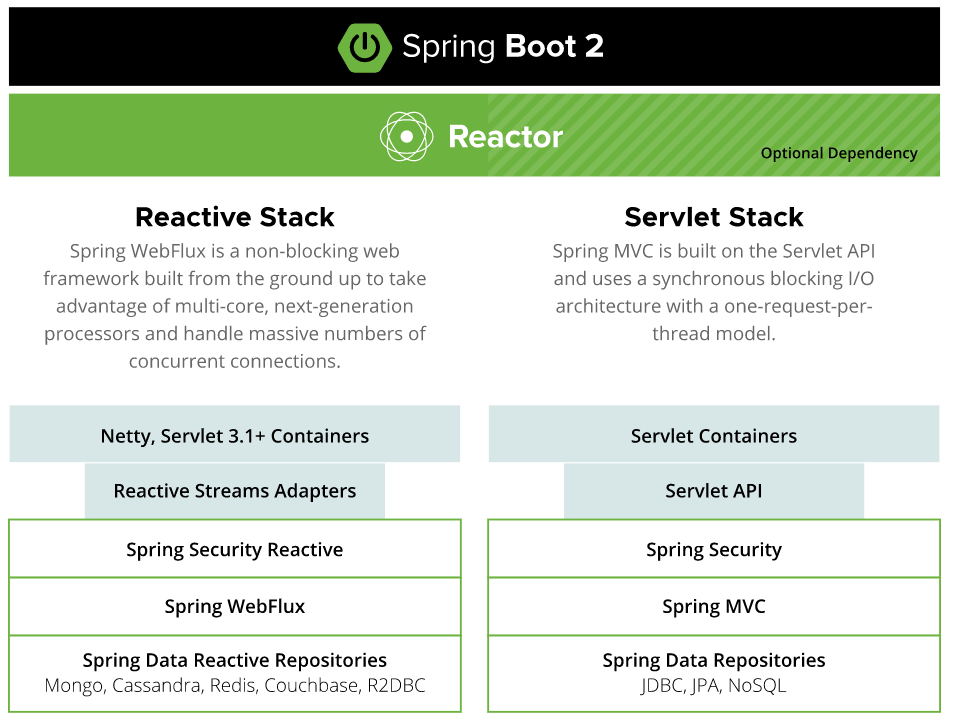 Spring Boot 2
Reactor
Optional Dependency
Reactive Stack
Spring WebFlux is a non-blocking web
framework built from the ground up to take
advantage of multi-core, next-generation
processors and handle massive numbers of
concurrent connections.
Servlet Stack
Spring MVC is built on the Servlet API
and uses a synchronous blocking I/O
architecture with a one-request-per-
thread model.
Netty, Servlet 3.1+ Containers
Reactive Streams Adapters
Spring Security Reactive
Spring WebFlux
Spring Data Reactive Repositories
Mongo, Cassandra, Redis, Couchbase, R2DBC
Servlet Containers
Servlet API
Spring Security
Spring MVC
Spring Data Repositories
JDBC, JPA, NoSQL